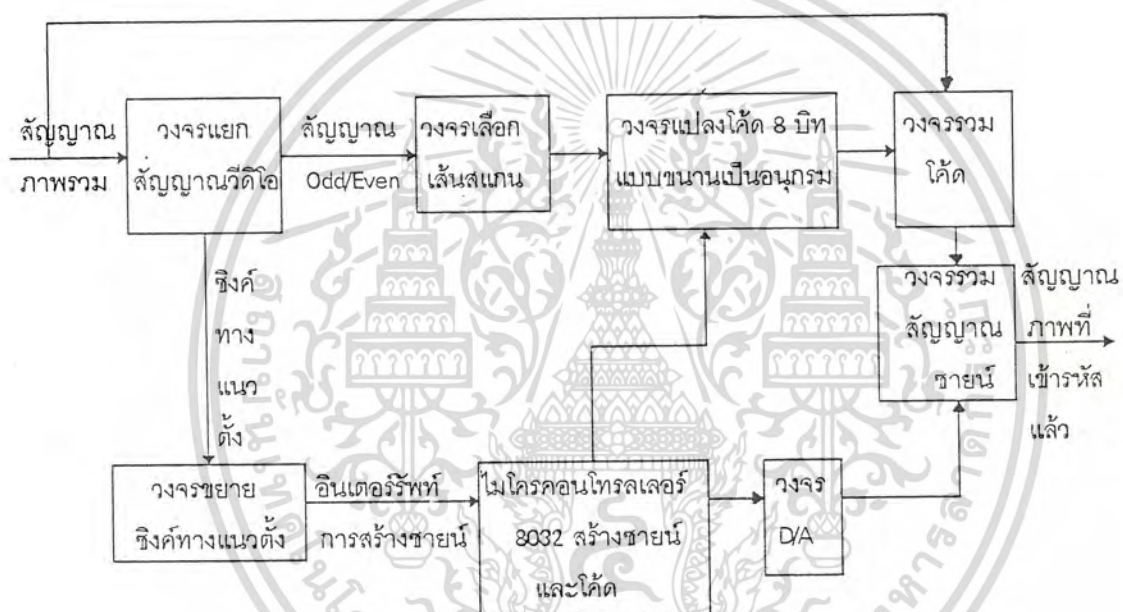 สัญญาณ
ภาพรวม
วงจรแยก
สัญญาณวีดิโอ
สัญญาณ
Odd/Even
วงจรเลือก
เส้นสแกน
วงจรแปลงโค้ด 8 บิท
แบบขนานเป็นอนุกรม
วงจรรวม
โค้ด
ซิงค์
ทาง
แนว
ตั้ง
วงจรรวม
สัญญาณ
ซายน์
สัญญาณ
ภาพที่
เข้ารหัส
แล้ว
วงจรขยาย
ซิงค์ทางแนวตั้ง
อินเตอร์รัพท์
การสร้างซายน์
ไมโครคอนโทรลเลอร์
8032 สร้างซายน์
และโค้ด
วงจร
D/A